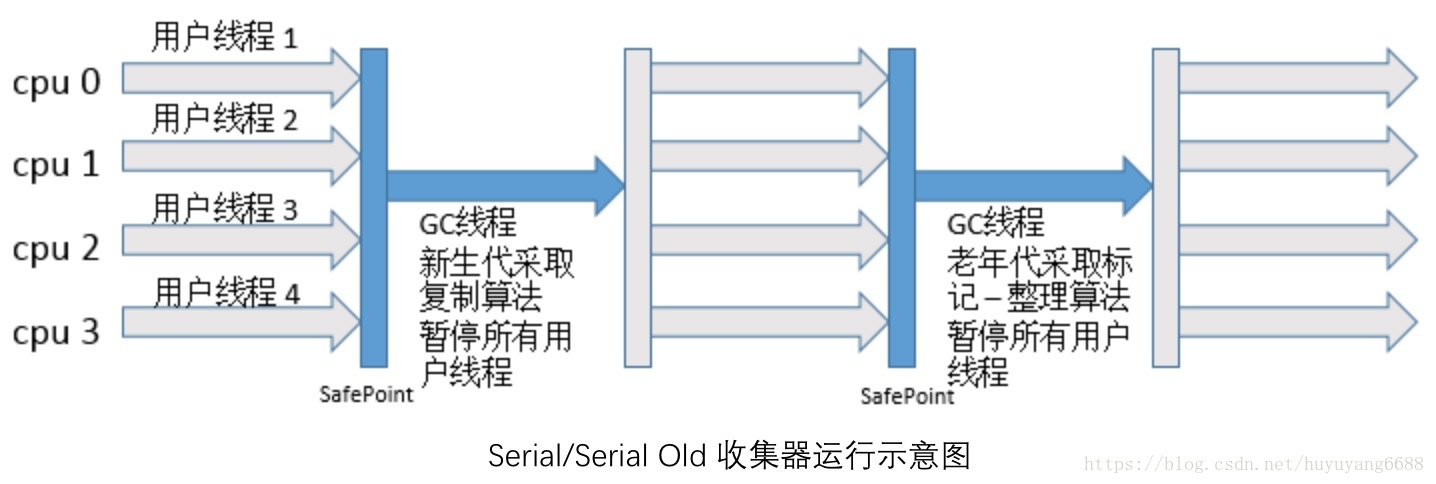 用户线程 1
cpu 0
用户线程 2
cpu 1
用户线程 3
cpu 2
用户线程 4
cpu 3
SafePoint
GC线程
新生代采取
复制算法
暂停所有用
户线程
SafePoint
GC线程
老年代采取标
记–整理算法
暂停所有用户
线程
Serial/Serial Old 收集器运行示意图
https://blog.csdn.net/huyuyang6688